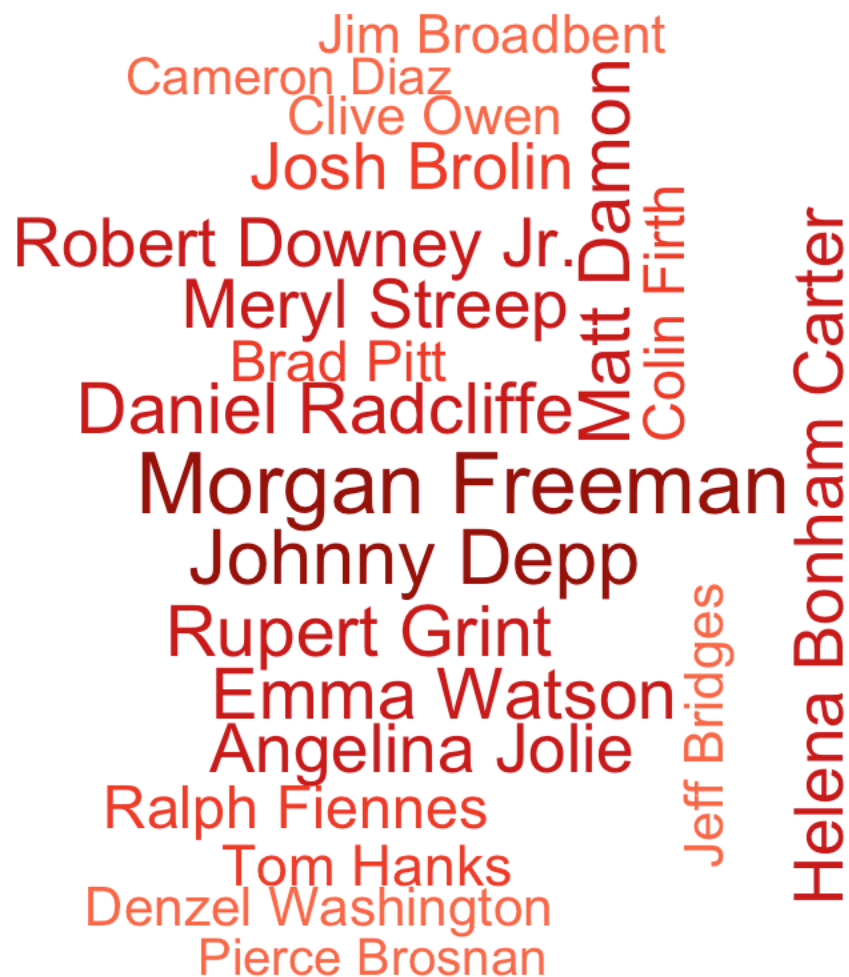 Jim Broadbent
Cameron Diaz
Clive Owen
Josh Brolin
Matt Damon
Colin Firth
Robert Downey Jr.
Meryl Streep
Brad Pitt
Daniel Radcliffe
Helena Bonham Carter
Morgan Freeman
Johnny Depp
Rupert Grint
Emma Watson
Jeff Bridges
Angelina Jolie
Ralph Fiennes
Tom Hanks
Denzel Washington
Pierce Brosnan